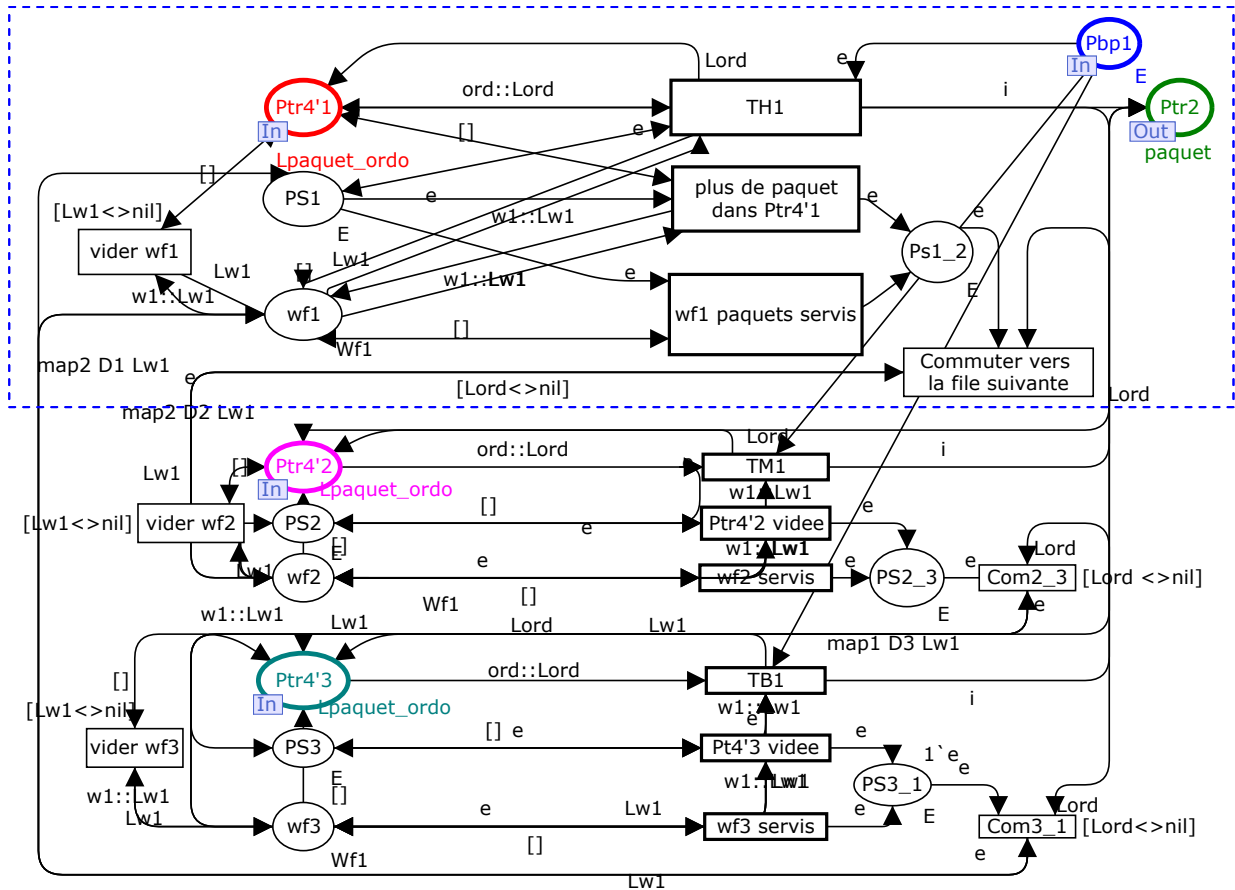 Pbp1
In
E
e
Lord
Ptr4'1
In
ord::Lord
TH1
i
Ptr2
Out
paquet
[]
e
Lpaquet_ordo
[]
PS1
e
plus de paquet
dans Ptr4'1
e
e
[Lw1<>nil]
w1::Lw1
E
vider wf1
Lw1
[]
Lw1
e
Ps1_2
w1::Lw1
w1::Lw1
Lw1
E
wf1
wf1 paquets servis
[]
Wf1
map2 D1 Lw1
e
[Lord<>nil]
Commuter vers
la file suivante
Lord
map2 D2 Lw1
Lord
ord::Lord
TM1
i
Lw1
[]
Ptr4'2
In
Lpaquet_ordo
w1::Lw1
[]
e
[Lw1<>nil]
vider wf2
PS2
e
Ptr4'2 videe
[]
E
w1::Lw1
Lw1
Lord
Lw1
wf2
e
wf2 servis
e
PS2_3
e
Com2_3
[Lord <>nil]
[]
Wf1
E
e
w1::Lw1
Lw1
Lord
Lw1
map1 D3 Lw1
[]
Ptr4'3
In
ord::Lord
TB1
i
[Lw1<>nil]
Lpaquet_ordo
w1::w1
e
vider wf3
PS3
[] e
Pt4'3 videe
e
1`e
e
E
w1::Lw1
Lw1
PS3_1
[]
w1::Lw1
Lw1
e
Lw1
e
E
Lord
wf3
wf3 servis
Com3_1
[Lord<>nil]
Wf1
[]
e
Lw1